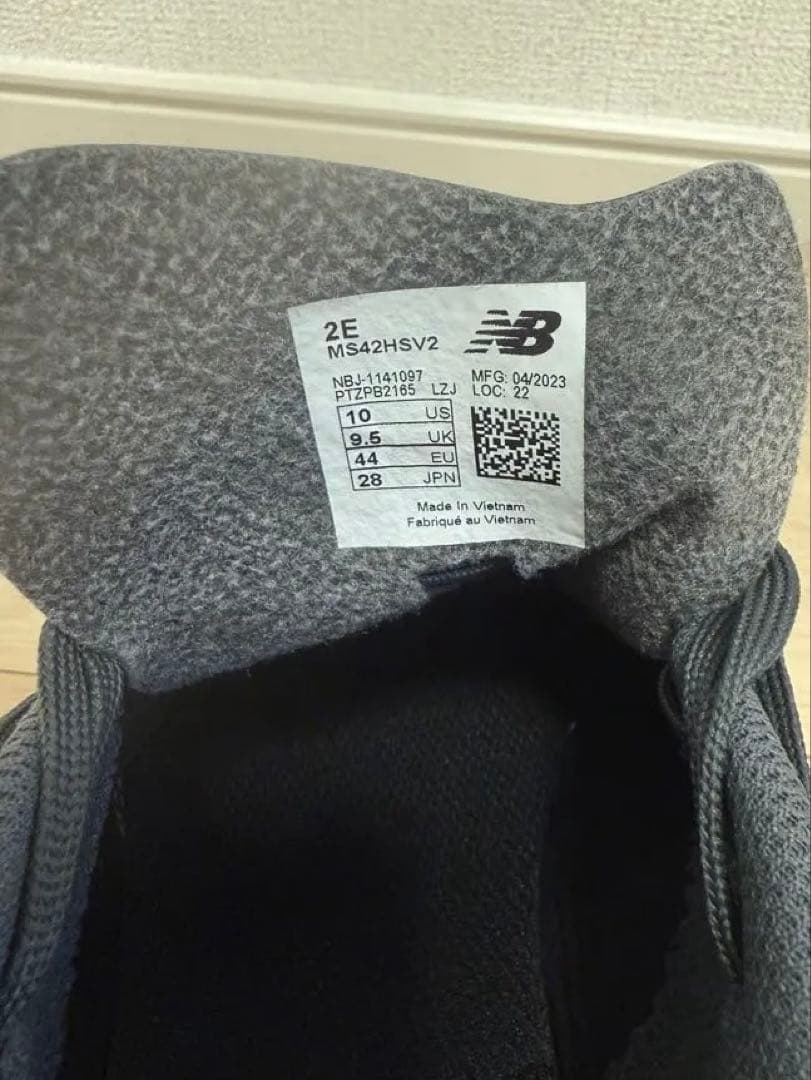 2E
MS42HSV2
NB
NBJ-1141097
PTZPB2165 LZJ
MFG: 04/2023
LOC: 22
10 US
9.5 UK
44 EU
28 JPN
Made In Vietnam
Fabriqué au Vietnam